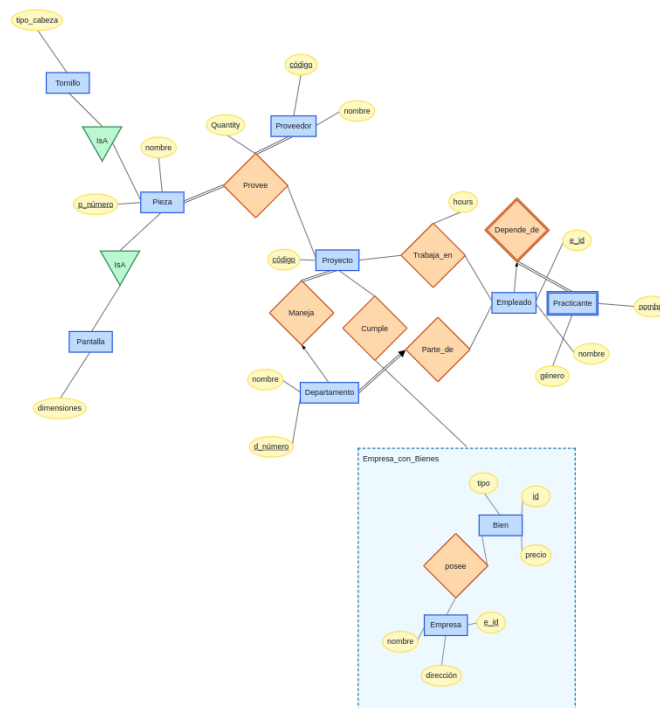 tipo_cabeza
Tornillo
código
Quantity
nombre
Proveedor
IsA
nombre
Provee
Pieza
p_número
hours
Depende_de
e_id
código
Proyecto
Trabaja_en
IsA
Empleado
Practicante
Maneja
Cumple
Pantalla
Parte_de
nombre
género
nombre
Departamento
dimensiones
d_número
Empresa_con_Bienes
tipo
id
Bien
precio
posee
e_id
Empresa
nombre
dirección